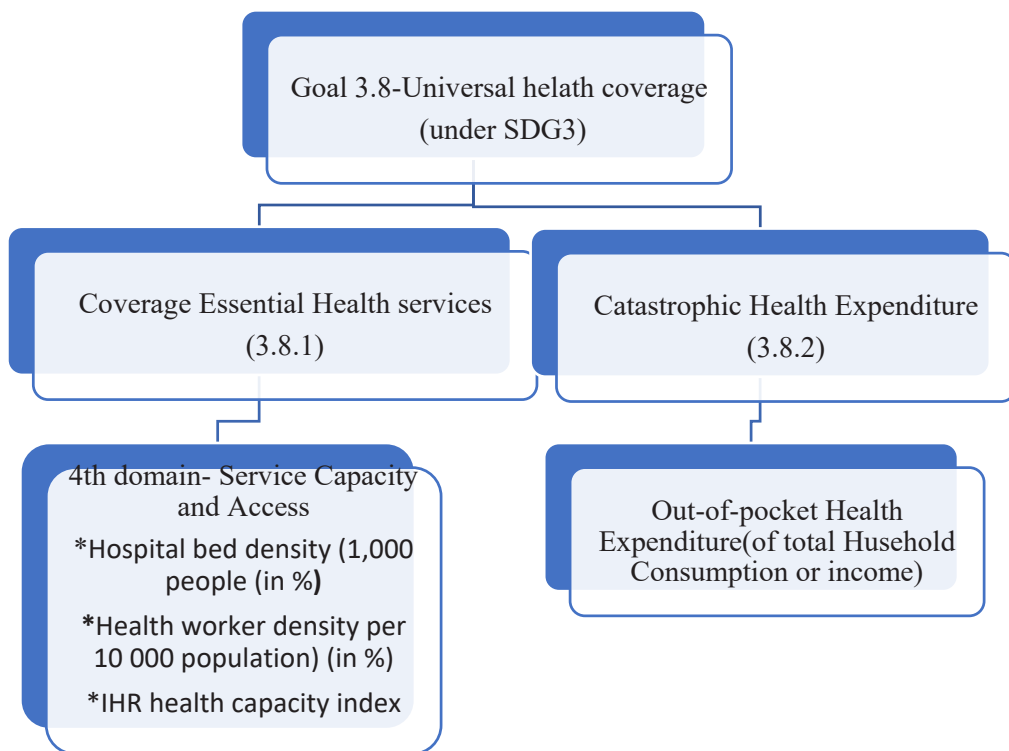 Goal 3.8-Universal helath coverage
(under SDG3)
Coverage Essential Health services
(3.8.1)
Catastrophic Health Expenditure
(3.8.2)
4th domain- Service Capacity
and Access
*Hospital bed density (1,000
people (in %)
*Health worker density per
10 000 population) (in %)
*IHR health capacity index
Out-of-pocket Health
Expenditure(of total Husehold
Consumption or income)